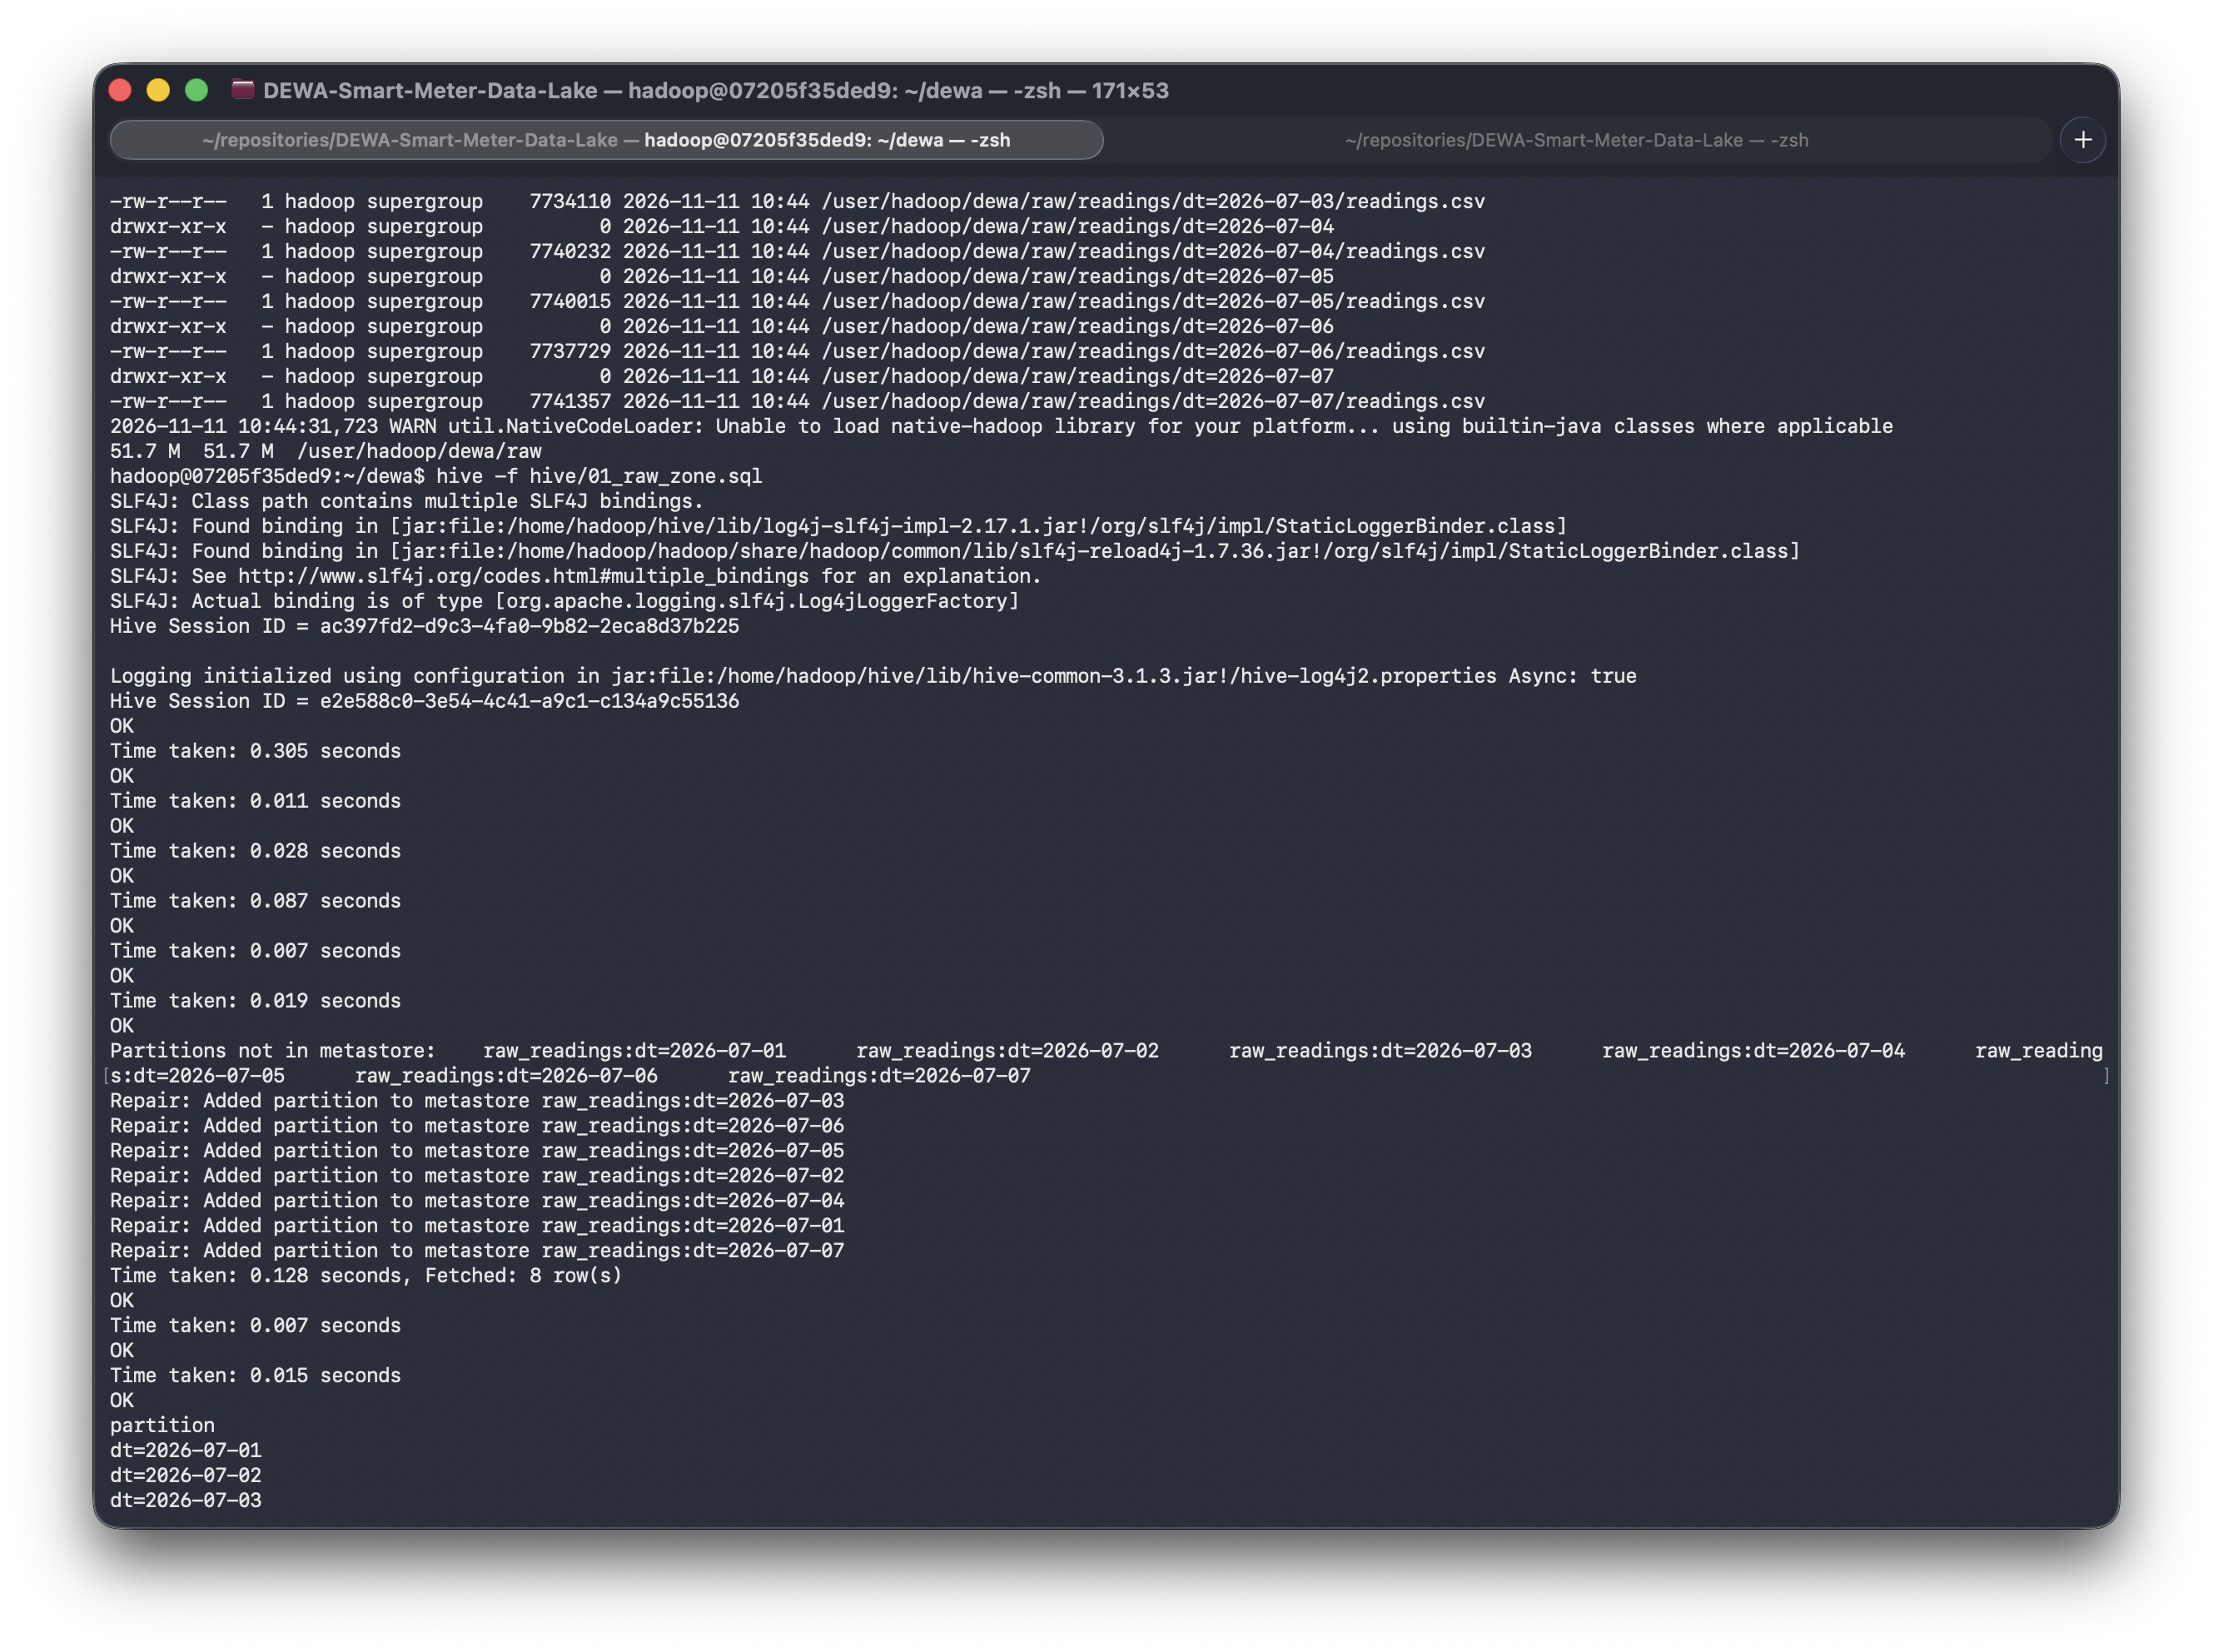 DEWA-Smart-Meter-Data-Lake — hadoop@07205f35ded9: ~/dewa — -zsh — 171×53
~/repositories/DEWA-Smart-Meter-Data-Lake — hadoop@07205f35ded9: ~/dewa — -zsh
~/repositories/DEWA-Smart-Meter-Data-Lake — -zsh
+
-rw-r--r--   1 hadoop supergroup    7734110 2026-11-11 10:44 /user/hadoop/dewa/raw/readings/dt=2026-07-03/readings.csv
drwxr-xr-x   - hadoop supergroup          0 2026-11-11 10:44 /user/hadoop/dewa/raw/readings/dt=2026-07-04
-rw-r--r--   1 hadoop supergroup    7740232 2026-11-11 10:44 /user/hadoop/dewa/raw/readings/dt=2026-07-04/readings.csv
drwxr-xr-x   - hadoop supergroup          0 2026-11-11 10:44 /user/hadoop/dewa/raw/readings/dt=2026-07-05
-rw-r--r--   1 hadoop supergroup    7740015 2026-11-11 10:44 /user/hadoop/dewa/raw/readings/dt=2026-07-05/readings.csv
drwxr-xr-x   - hadoop supergroup          0 2026-11-11 10:44 /user/hadoop/dewa/raw/readings/dt=2026-07-06
-rw-r--r--   1 hadoop supergroup    7737729 2026-11-11 10:44 /user/hadoop/dewa/raw/readings/dt=2026-07-06/readings.csv
drwxr-xr-x   - hadoop supergroup          0 2026-11-11 10:44 /user/hadoop/dewa/raw/readings/dt=2026-07-07
-rw-r--r--   1 hadoop supergroup    7741357 2026-11-11 10:44 /user/hadoop/dewa/raw/readings/dt=2026-07-07/readings.csv
2026-11-11 10:44:31,723 WARN util.NativeCodeLoader: Unable to load native-hadoop library for your platform... using builtin-java classes where applicable
51.7 M  51.7 M  /user/hadoop/dewa/raw
hadoop@07205f35ded9:~/dewa$ hive -f hive/01_raw_zone.sql
SLF4J: Class path contains multiple SLF4J bindings.
SLF4J: Found binding in [jar:file:/home/hadoop/hive/lib/log4j-slf4j-impl-2.17.1.jar!/org/slf4j/impl/StaticLoggerBinder.class]
SLF4J: Found binding in [jar:file:/home/hadoop/hadoop/share/hadoop/common/lib/slf4j-reload4j-1.7.36.jar!/org/slf4j/impl/StaticLoggerBinder.class]
SLF4J: See http://www.slf4j.org/codes.html#multiple_bindings for an explanation.
SLF4J: Actual binding is of type [org.apache.logging.slf4j.Log4jLoggerFactory]
Hive Session ID = ac397fd2-d9c3-4fa0-9b82-2eca8d37b225
Logging initialized using configuration in jar:file:/home/hadoop/hive/lib/hive-common-3.1.3.jar!/hive-log4j2.properties Async: true
Hive Session ID = e2e588c0-3e54-4c41-a9c1-c134a9c55136
OK
Time taken: 0.305 seconds
OK
Time taken: 0.011 seconds
OK
Time taken: 0.028 seconds
OK
Time taken: 0.087 seconds
OK
Time taken: 0.007 seconds
OK
Time taken: 0.019 seconds
OK
Partitions not in metastore:    raw_readings:dt=2026-07-01      raw_readings:dt=2026-07-02      raw_readings:dt=2026-07-03      raw_readings:dt=2026-07-04      raw_reading
[s:dt=2026-07-05      raw_readings:dt=2026-07-06      raw_readings:dt=2026-07-07 ]
Repair: Added partition to metastore raw_readings:dt=2026-07-03
Repair: Added partition to metastore raw_readings:dt=2026-07-06
Repair: Added partition to metastore raw_readings:dt=2026-07-05
Repair: Added partition to metastore raw_readings:dt=2026-07-02
Repair: Added partition to metastore raw_readings:dt=2026-07-04
Repair: Added partition to metastore raw_readings:dt=2026-07-01
Repair: Added partition to metastore raw_readings:dt=2026-07-07
Time taken: 0.128 seconds, Fetched: 8 row(s)
OK
Time taken: 0.007 seconds
OK
Time taken: 0.015 seconds
OK
partition
dt=2026-07-01
dt=2026-07-02
dt=2026-07-03